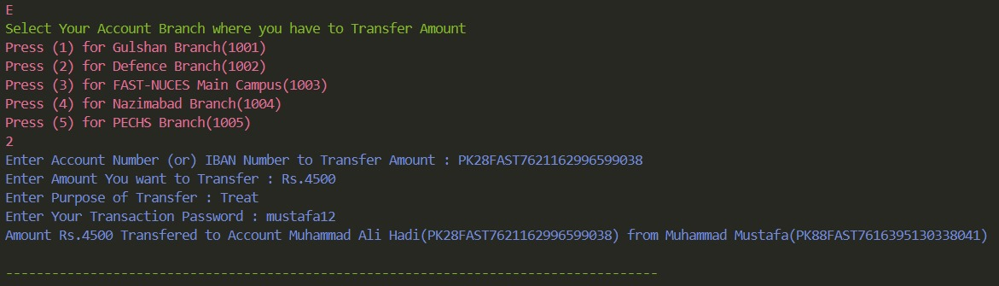 E
Select Your Account Branch where you have to Transfer Amount
Press (1) for Gulshan Branch(1001)
Press (2) for Defence Branch(1002)
Press (3) for FAST-NUCES Main Campus(1003)
Press (4) for Nazimabad Branch(1004)
Press (5) for PECHS Branch(1005)
2
Enter Account Number (or) IBAN Number to Transfer Amount : PK28FAST7621162996599038
Enter Amount You want to Transfer : Rs.4500
Enter Purpose of Transfer : Treat
Enter Your Transaction Password : mustafa12
Amount Rs.4500 Transfered to Account Muhammad Ali Hadi(PK28FAST7621162996599038) from Muhammad Mustafa(PK88FAST7616395130338041)
-------------------------------------------------------------------------------------